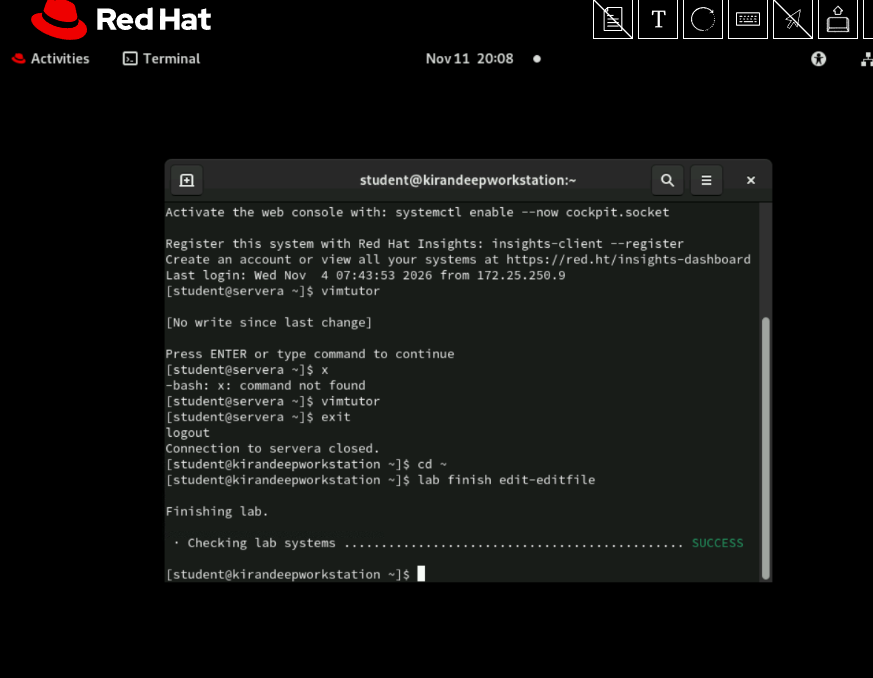 Red Hat
T
Activities
Terminal
Nov 11 20:08
student@kirandeepworkstation:~
Activate the web console with: systemctl enable --now cockpit.socket
Register this system with Red Hat Insights: insights-client --register
Create an account or view all your systems at https://red.ht/insights-dashboard
Last login: Wed Nov  4 07:43:53 2026 from 172.25.250.9
[student@servera ~]$ vimtutor
[No write since last change]
Press ENTER or type command to continue
[student@servera ~]$ x
-bash: x: command not found
[student@servera ~]$ vimtutor
[student@servera ~]$ exit
logout
Connection to servera closed.
[student@kirandeepworkstation ~]$ cd ~
[student@kirandeepworkstation ~]$ lab finish edit-editfile
Finishing lab.
· Checking lab systems .............................................. SUCCESS
[student@kirandeepworkstation ~]$